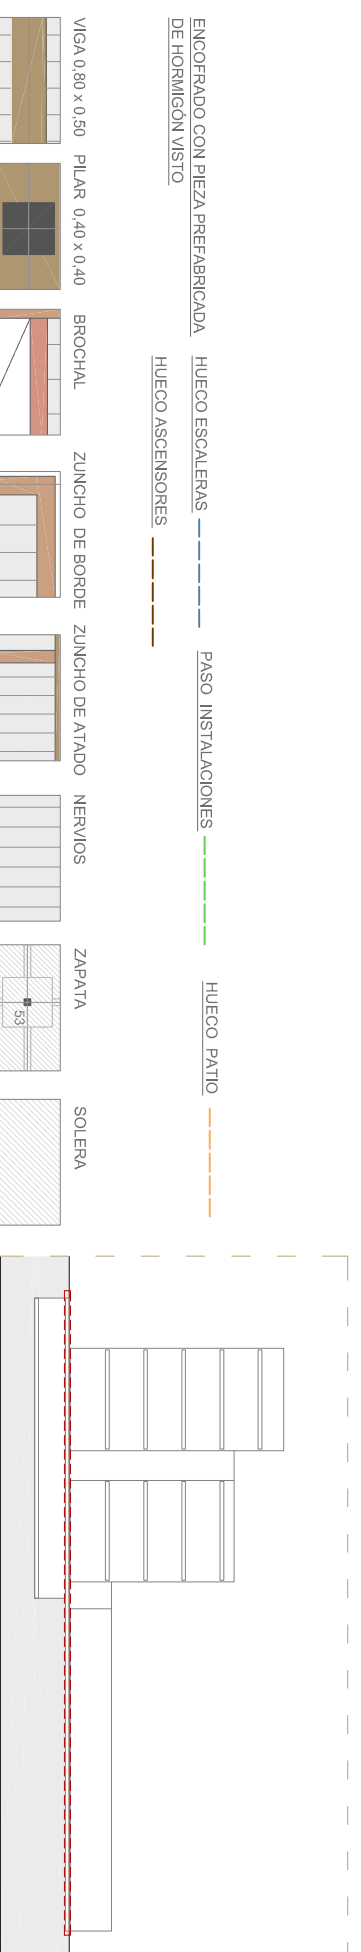 ENCOFRADO CON PIEZA PREFABRICADA
DE HORMIGÓN VISTO
HUECO ESCALERAS
HUECO ASCENSORES
PASO INSTALACIONES
HUECO PATIO
VIGA 0,80 x 0,50
PILAR 0,40 x 0,40
BROCHAL
ZUNCHO DE BORDE
ZUNCHO DE ATADO
NERVIOS
ZAPATA
SOLERA
53